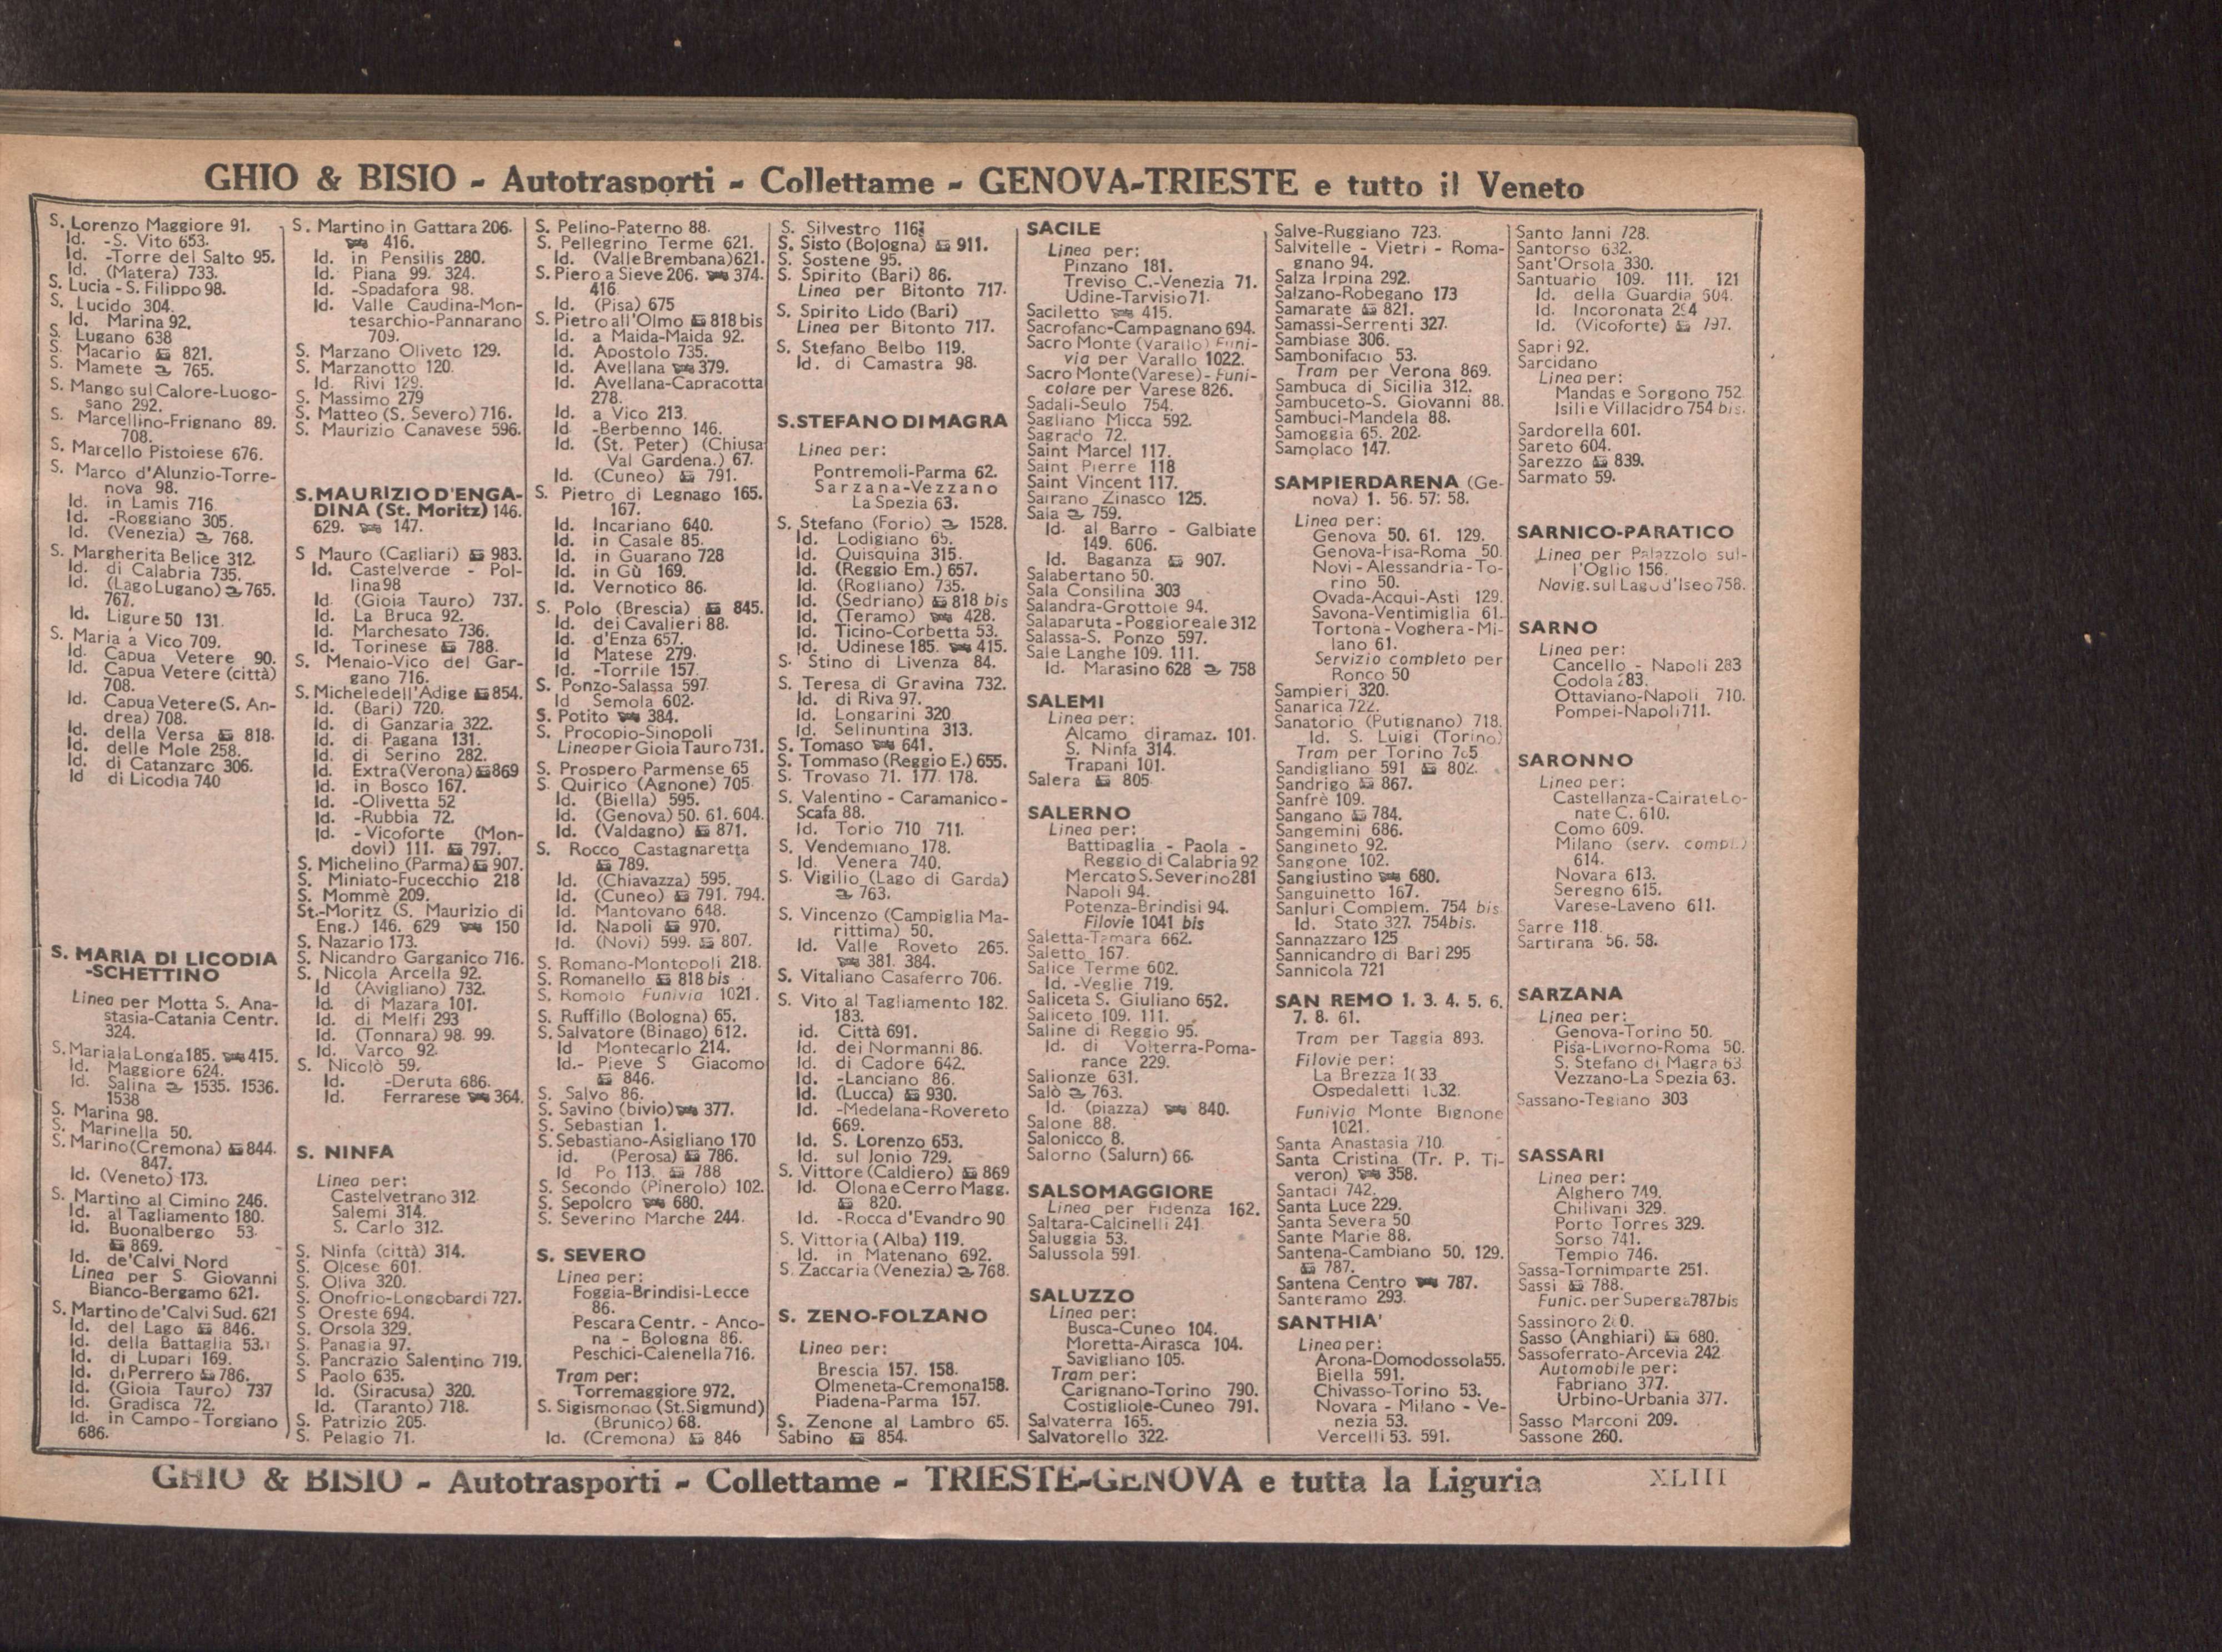 GHIO & BISIO - Autotrasporti - Collettame - GENOVA-TRIESTE e tutto il Veneto
S. Lorenzo Maggiore 91.
Id. -S. Vito 653.
Id. -Torre del Salto 95.
Id. (Matera) 733.
S. Lucia - S. Filippo 98.
S. Lucido 304.
Id. Marina 92.
S. Lugano 638
S. Macario 821.
S. Mamete 765.
S. Mango sul Calore-Luogo-
sano 292.
S. Marcellino-Frignano 89.
708.
S. Marcello Pistoiese 676.
S. Marco d'Alunzio-Torre-
nova 98.
Id. in Lamis 716
Id. -Roggiano 305.
Id. (Venezia) 768.
S. Margherita Belice 312.
Id. di Calabria 735.
Id. (Lago Lugano) 765.
767.
Id. Ligure 50 131.
S. Maria a Vico 709.
Id. Capua Vetere 90.
Id. Capua Vetere (città)
708.
Id. Capua Vetere (S. An-
drea) 708.
Id. della Versa 818.
Id. delle Mole 258.
Id. di Catanzaro 306.
Id di Licodia 740
S. MARIA DI LICODIA
-SCHETTINO
Linea per Motta S. Ana-
stasia-Catania Centr.
324.
S. Maria la Longa 185. 415.
Id. Maggiore 624.
Id. Salina 1535. 1536.
1538
S. Marina 98.
S. Marinella 50.
S. Marino (Cremona) 844.
847.
Id. (Veneto) 173.
S. Martino al Cimino 246.
Id. al Tagliamento 180.
Id. Buonalbergo 53.
869.
Id. de'Calvi Nord
Linea per S. Giovanni
Bianco-Bergamo 621.
S. Martino de'Calvi Sud. 621
Id. del Lago 846.
Id. della Battaglia 53.
Id. di Lupari 169.
Id. di Perrero 786.
Id. (Gioia Tauro) 737
Id. Gradisca 72.
Id. in Campo-Torgiano
686.
S. Martino in Gattara 206.
416.
Id. in Pensilis 280.
Id. Piana 99. 324.
Id. -Spadafora 98.
Id. Valle Caudina-Mon-
tesarchio-Pannarano
709.
S. Marzano Oliveto 129.
S. Marzanotto 120.
Id. Rivi 129.
S. Massimo 279
S. Matteo (S. Severo) 716.
S. Maurizio Canavese 596.
S. MAURIZIO D'ENGA-
DINA (St. Moritz) 146.
629. 147.
S Mauro (Cagliari) 983.
Id. Castelverde - Pol-
lina 98
Id. (Gioia Tauro) 737.
Id. La Bruca 92.
Id. Marchesato 736.
Id. Torinese 788.
S. Menaio-Vico del Gar-
gano 716.
S. Michele dell'Adige 854.
Id. (Bari) 720.
Id. di Ganzaria 322.
Id. di Pagana 131.
Id. di Serino 282.
Id. Extra (Verona) 869
Id. in Bosco 167.
Id. -Olivetta 52
Id. -Rubbia 72.
Id. - Vicoforte (Mon-
dovi) 111. 797.
S. Michelino (Parma) 907.
S. Miniato-Fucecchio 218
S. Mommè 209.
St.-Moritz (S. Maurizio di
Eng.) 146. 629 150
S. Nazario 173.
S. Nicandro Garganico 716.
S. Nicola Arcella 92.
Id (Avigliano) 732.
Id. di Mazara 101.
Id. di Melfi 293
Id. (Tonnara) 98. 99.
Id. Varco 92.
S. Nicolò 59.
Id. -Deruta 686.
Id. Ferrarese 364.
S. NINFA
Linea per:
Castelvetrano 312.
Salemi 314.
S. Carlo 312.
S. Ninfa (città) 314.
S. Olcese 601.
S. Oliva 320.
S. Onofrio-Longobardi 727.
S Oreste 694.
S. Orsola 329.
S. Panagia 97.
S. Pancrazio Salentino 719.
S Paolo 635.
Id. (Siracusa) 320.
Id. (Taranto) 718.
S. Patrizio 205.
S. Pelagio 71.
S. Pelino-Paterno 88.
S. Pellegrino Terme 621.
Id. (Valle Brembana) 621.
S. Piero a Sieve 206. 374.
416.
Id. (Pisa) 675
S. Pietro all'Olmo 818 bis
Id. a Maida-Maida 92.
Id. Apostolo 735.
Id. Avellana 379.
Id. Avellana-Capracotta
278.
Id. a Vico 213.
Id -Berbenno 146.
Id. (St. Peter) (Chiusa
Val Gardena.) 67.
Id. (Cuneo) 791.
S. Pietro di Legnago 165.
167.
Id. Incariano 640.
Id. in Casale 85.
Id. in Guarano 728
Id. in Gù 169.
Id. Vernotico 86.
S. Polo (Brescia) 845.
Id. dei Cavalieri 88.
Id. d'Enza 657.
Id Matese 279.
Id. -Torrile 157
S. Ponzo-Salassa 597.
Id Semola 602.
S. Potito 384.
S. Procopio-Sinopoli
Linea per Gioia Tauro 731.
S. Prospero Parmense 65
S. Quirico (Agnone) 705
Id. (Biella) 595.
Id. (Genova) 50. 61. 604.
Id. (Valdagno) 871.
S. Rocco Castagnaretta
789.
Id. (Chiavazza) 595.
Id. (Cuneo) 791. 794.
Id. Mantovano 648.
Id. Napoli 970.
Id. (Novi) 599. 807.
S. Romano-Montopoli 218.
S. Romanello 818 bis
S. Romolo Funivia 1021.
S. Ruffillo (Bologna) 65.
S. Salvatore (Binago) 612.
Id Montecarlo 214.
Id.- Pieve S Giacomo
846.
S. Salvo 86.
S. Savino (bivio) 377.
S. Sebastian 1.
S. Sebastiano-Asigliano 170
id. (Perosa) 786.
Id Po 113. 788
S. Secondo (Pinerolo) 102.
S. Sepolcro 680.
S. Severino Marche 244.
S. SEVERO
Linea per:
Foggia-Brindisi-Lecce
86.
Pescara Centr. - Anco-
na - Bologna 86.
Peschici-Calenella 716.
Tram per:
Torremaggiore 972.
S. Sigismondo (St. Sigmund)
(Brunico) 68.
Id. (Cremona) 846
S. Silvestro 116
S. Sisto (Bologna) 911.
S. Sostene 95.
S. Spirito (Bari) 86.
Linea per Bitonto 717.
S. Spirito Lido (Bari)
Linea per Bitonto 717.
S. Stefano Belbo 119.
Id. di Camastra 98.
S. STEFANO DI MAGRA
Linea per:
Pontremoli-Parma 62.
Sarzana-Vezzano
La Spezia 63.
S. Stefano (Forio) 1528.
Id. Lodigiano 65.
Id. Quisquina 315.
Id. (Reggio Em.) 657.
Id. (Rogliano) 735.
Id. (Sedriano) 818 bis
Id. (Teramo) 428.
Id. Ticino-Corbetta 53.
Id. Udinese 185. 415.
S. Stino di Livenza 84.
S. Teresa di Gravina 732.
Id. di Riva 97.
Id. Longarini 320
Id. Selinuntina 313.
S. Tomaso 641.
S. Tommaso (Reggio E.) 655.
S. Trovaso 71. 177. 178.
S. Valentino - Caramanico -
Scafa 88.
Id. Torio 710 711.
S. Vendemiano 178.
Id. Venera 740.
S. Vigilio (Lago di Garda)
763.
S. Vincenzo (Campiglia Ma-
rittima) 50.
Id. Valle Roveto 265.
381. 384.
S. Vitaliano Casaferro 706.
S. Vito al Tagliamento 182.
183.
id. Città 691.
Id. dei Normanni 86.
Id. di Cadore 642.
Id. -Lanciano 86.
Id. (Lucca) 930.
Id. -Medelana-Rovereto
669.
Id. S. Lorenzo 653.
Id. sul Jonio 729.
S. Vittore (Caldiero) 869
Id. Olona e Cerro Magg.
820.
Id. -Rocca d'Evandro 90
S. Vittoria (Alba) 119.
Id. in Matenano 692.
S. Zaccaria (Venezia) 768.
S. ZENO-FOLZANO
Linea per:
Brescia 157. 158.
Olmeneta-Cremona 158.
Piadena-Parma 157.
S. Zenone al Lambro 65.
Sabino 854.
SACILE
Linea per:
Pinzano 181.
Treviso C.-Venezia 71.
Udine-Tarvisio 71.
Saciletto 415.
Sacrofano-Campagnano 694.
Sacro Monte (Varallo) Funi-
via per Varallo 1022.
Sacro Monte (Varese) - Funi-
colare per Varese 826.
Sadali-Seulo 754.
Sagliano Micca 592.
Sagrado 72.
Saint Marcel 117.
Saint Pierre 118
Saint Vincent 117.
Sairano Zinasco 125.
Sala 759.
Id. al Barro - Galbiate
149. 606.
Id. Baganza 907.
Salabertano 50.
Sala Consilina 303
Salandra-Grottole 94.
Salaparuta - Poggioreale 312
Salassa-S. Ponzo 597.
Sale Langhe 109. 111.
Id. Marasino 628 758
SALEMI
Linea per:
Alcamo diramaz. 101.
S. Ninfa 314.
Trapani 101.
Salera 805.
SALERNO
Linea per:
Battipaglia - Paola -
Reggio di Calabria 92
Mercato S. Severino 281
Napoli 94.
Potenza-Brindisi 94.
Filovie 1041 bis
Saletta-Tamara 662.
Saletto 167.
Salice Terme 602.
Id. -Veglie 719.
Saliceta S. Giuliano 652.
Saliceto 109. 111.
Saline di Reggio 95.
Id. di Volterra-Poma-
rance 229.
Salionze 631.
Salò 763.
Id. (piazza) 840.
Salone 88.
Salonicco 8.
Salorno (Salurn) 66.
SALSOMAGGIORE
Linea per Fidenza 162.
Saltara-Calcinelli 241.
Saluggia 53.
Salussola 591.
SALUZZO
Linea per:
Busca-Cuneo 104.
Moretta-Airasca 104.
Savigliano 105.
Tram per:
Carignano-Torino 790.
Costigliole-Cuneo 791.
Salvaterra 165.
Salvatorello 322.
Salve-Ruggiano 723.
Salvitelle - Vietri - Roma-
gnano 94.
Salza Irpina 292.
Salzano-Robegano 173
Samarate 821.
Samassi-Serrenti 327.
Sambiase 306.
Sambonifacio 53.
Tram per Verona 869.
Sambuca di Sicilia 312.
Sambuceto-S. Giovanni 88.
Sambuci-Mandela 88.
Samoggia 65. 202.
Samolaco 147.
SAMPIERDARENA (Ge-
nova) 1. 56. 57: 58.
Linea per:
Genova 50. 61. 129.
Genova-Pisa-Roma 50.
Novi - Alessandria - To-
rino 50.
Ovada-Acqui-Asti 129.
Savona-Ventimiglia 61.
Tortona - Voghera - Mi-
lano 61.
Servizio completo per
Ronco 50
Sampieri 320.
Sanarica 722.
Sanatorio (Putignano) 718.
Id. S. Luigi (Torino)
Tram per Torino
Sandigliano 591 802.
Sandrigo 867.
Sanfrè 109.
Sangano 784.
Sangemini 686.
Sangineto 92.
Sangone 102.
Sangiustino 680.
Sanguinetto 167.
Sanluri Complem. 754 bis
Id. Stato 327. 754bis.
Sannazzaro 125
Sannicandro di Bari 295
Sannicola 721
SAN REMO 1. 3. 4. 5. 6.
7. 8. 61.
Tram per Taggia 893.
Filovie per:
La Brezza
Ospedaletti
Funivia Monte Bignone
1021.
Santa Anastasia 710.
Santa Cristina (Tr. P. Ti-
veron) 358.
Santadi 742.
Santa Luce 229.
Santa Severa 50
Sante Marie 88.
Santena-Cambiano 50. 129.
787.
Santena Centro 787.
Santeramo 293.
SANTHIA'
Linea per:
Arona-Domodossola 55.
Biella 591.
Chivasso-Torino 53.
Novara - Milano - Ve-
nezia 53.
Vercelli 53. 591.
Santo Janni 728.
Santorso 632.
Sant'Orsola 330.
Santuario 109. 111. 121
Id. della Guardia 604.
Id. Incoronata
Id. (Vicoforte) 797.
Sapri 92.
Sarcidano
Linea per:
Mandas e Sorgono 752
Isili e Villacidro 754 bis.
Sardorella 601.
Sareto 604.
Sarezzo 839.
Sarmato 59.
SARNICO-PARATICO
Linea per Palazzolo sul-
l'Oglio 156.
Navig. sul Lago d'Iseo 758.
SARNO
Linea per:
Cancello - Napoli 283
Codola 283.
Ottaviano-Napoli 710.
Pompei-Napoli 711.
SARONNO
Linea per:
Castellanza-Cairate Lo-
nate C. 610.
Como 609.
Milano (serv. compl.)
614.
Novara 613.
Seregno 615.
Varese-Laveno 611.
Sarre 118.
Sartirana 56. 58.
SARZANA
Linea per:
Genova-Torino 50.
Pisa-Livorno-Roma 50.
S. Stefano di Magra 63
Vezzano-La Spezia 63.
Sassano-Tegiano 303
SASSARI
Linea per:
Alghero 749.
Chilivani 329.
Porto Torres 329.
Sorso 741.
Tempio 746.
Sassa-Tornimparte 251.
Sassi 788.
Funic. per Superga 787bis
Sassinoro
Sasso (Anghiari) 680.
Sassoferrato-Arcevia 242
Automobile per:
Fabriano 377.
Urbino-Urbania 377.
Sasso Marconi 209.
Sassone 260.
GHIO & BISIO - Autotrasporti - Collettame - TRIESTE-GENOVA e tutta la Liguria
XLIII